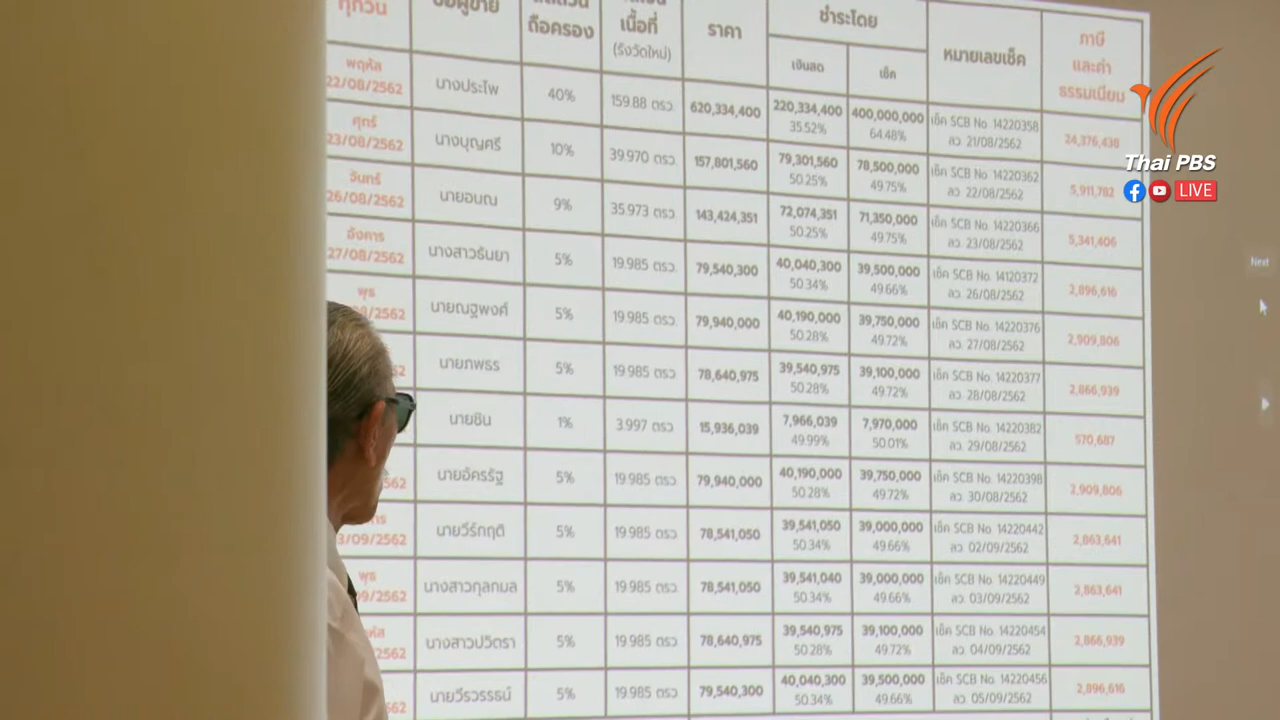 ทุกวัน
ชื่อผู้ขาย
ถือครอง
เนื้อที่
(รังวัดใหม่)
ราคา
ชำระโดย
เงินสด
เช็ค
หมายเลขเช็ค
ภาษี
และค่า
ธรรมเนียม
พฤหัส
22/08/2562
นางประไพ
40%
159.88 ตรว.
620,334,400
220,334,400
35.52%
400,000,000
64.48%
เช็ค SCB No. 14220358
ลว. 21/08/2562
24,376,438
ศุกร์
23/08/2562
นางบุญศรี
10%
39.970 ตรว.
157,801,560
79,301,560
50.25%
78,500,000
49.75%
เช็ค SCB No. 14220362
ลว. 22/08/2562
5,911,782
จันทร์
26/08/2562
นายอนณ
9%
35.973 ตรว.
143,424,351
72,074,351
50.25%
71,350,000
49.75%
เช็ค SCB No. 14220366
ลว. 23/08/2562
5,341,406
อังคาร
27/08/2562
นางสาวธันยา
5%
19.985 ตรว.
79,540,300
40,040,300
50.34%
39,500,000
49.66%
เช็ค SCB No. 14120372
ลว. 26/08/2562
2,896,616
พุธ
นายณฐพงศ์
5%
19.985 ตรว.
79,940,000
40,190,000
50.28%
39,750,000
49.72%
เช็ค SCB No. 14220376
ลว. 27/08/2562
2,909,806
นายภพธร
5%
19.985 ตรว.
78,640,975
39,540,975
50.28%
39,100,000
49.72%
เช็ค SCB No. 14220377
ลว. 28/08/2562
2,866,939
นายชิน
1%
3.997 ตรว.
15,936,039
7,966,039
49.99%
7,970,000
50.01%
เช็ค SCB No. 14220382
ลว. 29/08/2562
570,687
562
นายอัครรัฐ
5%
19.985 ตรว.
79,940,000
40,190,000
50.28%
39,750,000
49.72%
เช็ค SCB No. 14220398
ลว. 30/08/2562
2,909,806
3/09/2562
นายวีร์กฤติ
5%
19.985 ตรว.
78,541,050
39,541,050
50.34%
39,000,000
49.66%
เช็ค SCB No. 14220442
ลว. 02/09/2562
2,863,641
พุธ
09/2562
นางสาวกุลกมล
5%
19.985 ตรว.
78,541,050
39,541,040
50.34%
39,000,000
49.66%
เช็ค SCB No. 14220449
ลว. 03/09/2562
2,863,641
2562
นางสาวปวิตรา
5%
19.985 ตรว.
78,640,975
39,540,975
50.28%
39,100,000
49.72%
เช็ค SCB No. 14220454
ลว. 04/09/2562
2,866,939
นายวีรวรรธน์
5%
19.985 ตรว.
79,540,300
40,040,300
50.34%
39,500,000
49.66%
เช็ค SCB No. 14220456
ลว. 05/09/2562
2,896,616
Thai PBS
LIVE
Next